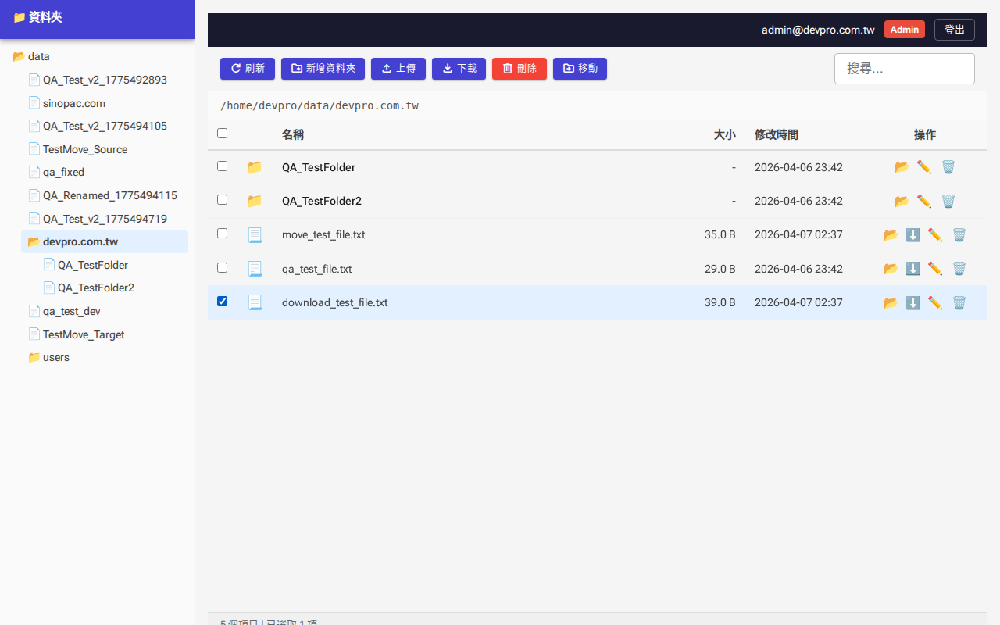 資料夾
data
QA_Test_v2_1775492893
sinopac.com
QA_Test_v2_1775494105
TestMove_Source
qa_fixed
QA_Renamed_1775494115
QA_Test_v2_1775494719
devpro.com.tw
QA_TestFolder
QA_TestFolder2
qa_test_dev
TestMove_Target
users
admin@devpro.com.tw Admin 登出
刷新 新增資料夾 上傳 下載 刪除 移動 搜尋...
/home/devpro/data/devpro.com.tw
名稱 大小 修改時間 操作
QA_TestFolder - 2026-04-06 23:42
QA_TestFolder2 - 2026-04-06 23:42
move_test_file.txt 35.0 B 2026-04-07 02:37
qa_test_file.txt 29.0 B 2026-04-06 23:42
download_test_file.txt 39.0 B 2026-04-07 02:37
5 個項目 | 已選取 1 項